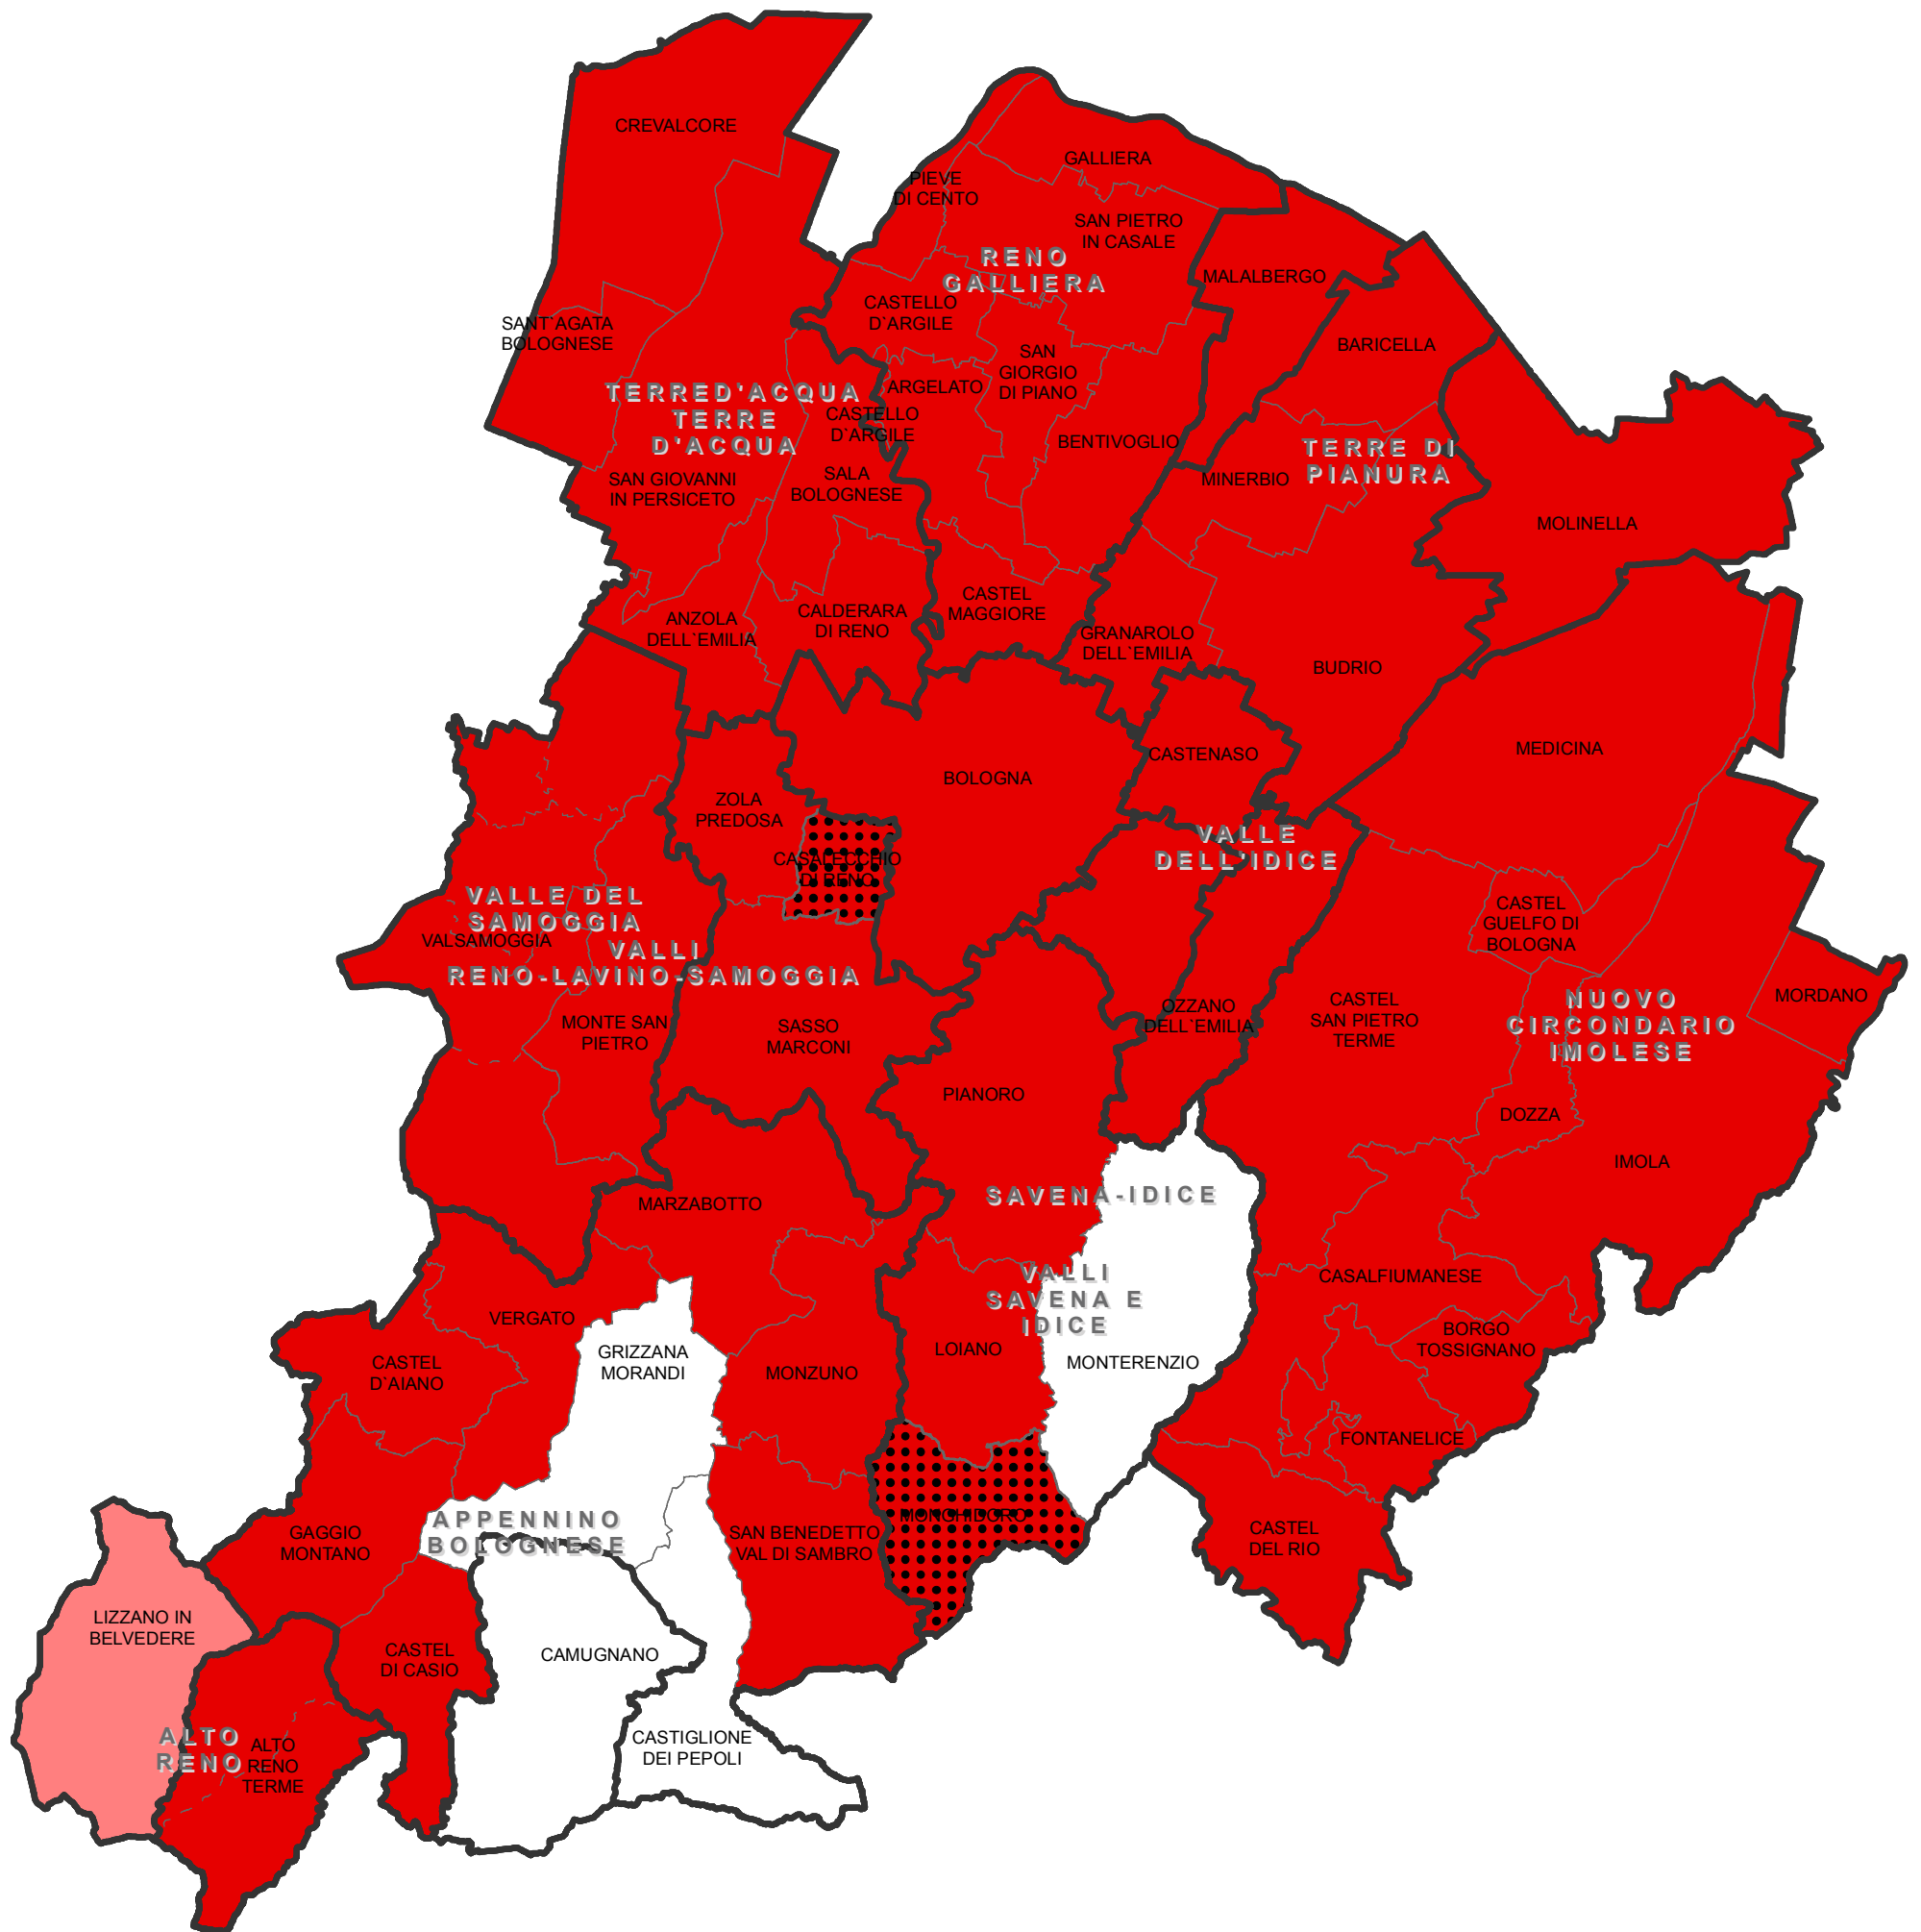 CREVALCORE
GALLIERA
PIEVE
DI CENTO
SAN PIETRO
IN CASALE
RENO
GALLIERA
MALALBERGO
CASTELLO
D`ARGILE
SANT`AGATA
BOLOGNESE
BARICELLA
SAN
GIORGIO
DI PIANO
ARGELATO
TERRED'ACQUA
TERRE
D'ACQUA
CASTELLO
D`ARGILE
BENTIVOGLIO
TERRE DI
PIANURA
SAN GIOVANNI
IN PERSICETO
SALA
BOLOGNESE
MINERBIO
MOLINELLA
CASTEL
MAGGIORE
ANZOLA
DELL`EMILIA
CALDERARA
DI RENO
GRANAROLO
DELL`EMILIA
BUDRIO
MEDICINA
CASTENASO
BOLOGNA
ZOLA
PREDOSA
VALLE
DELL'IDICE
CASALECCHIO
DI RENO
VALLE DEL
SAMOGGIA
VALSAMOGGIA
VALLI
RENO-LAVINO-SAMOGGIA
CASTEL
GUELFO DI
BOLOGNA
MORDANO
NUOVO
CIRCONDARIO
IMOLESE
CASTEL
SAN PIETRO
TERME
OZZANO
DELL`EMILIA
MONTE SAN
PIETRO
SASSO
MARCONI
PIANORO
DOZZA
IMOLA
MARZABOTTO
SAVENA-IDICE
VALLI
SAVENA E
IDICE
CASALFIUMANESE
VERGATO
BORGO
TOSSIGNANO
GRIZZANA
MORANDI
LOIANO
MONTERENZIO
CASTEL
D`AIANO
MONZUNO
FONTANELICE
APPENNINO
BOLOGNESE
MONGHIDORO
GAGGIO
MONTANO
SAN BENEDETTO
VAL DI SAMBRO
CASTEL
DEL RIO
LIZZANO IN
BELVEDERE
CASTEL
DI CASIO
CAMUGNANO
ALTO
RENO
ALTO
RENO
TERME
CASTIGLIONE
DEI PEPOLI